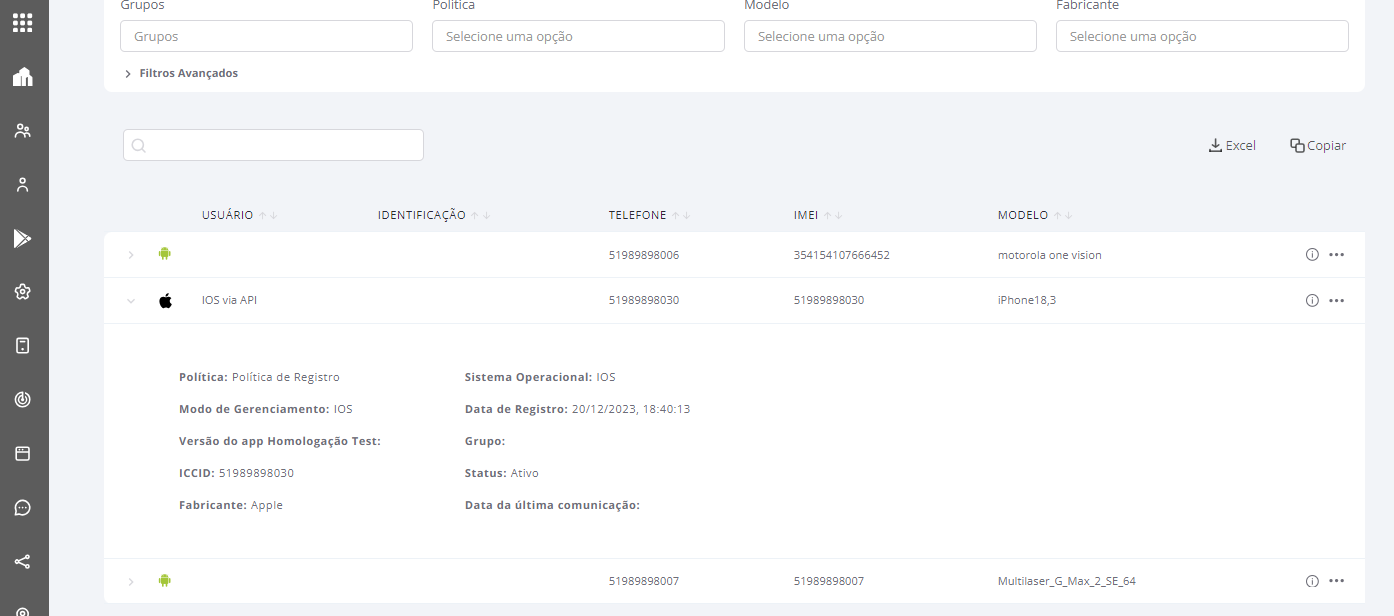 Grupos Política Modelo Fabricante
Grupos Selecione uma opção Selecione uma opção Selecione uma opção
Filtros Avançados
Excel Copiar
USUÁRIO IDENTIFICAÇÃO TELEFONE IMEI MODELO
51989898006 354154107666452 motorola one vision
IOS via API 51989898030 51989898030 iPhone18,3
Política: Política de Registro Sistema Operacional: IOS
Modo de Gerenciamento: IOS Data de Registro: 20/12/2023, 18:40:13
Versão do app Homologação Test: Grupo:
ICCID: 51989898030 Status: Ativo
Fabricante: Apple Data da última comunicação:
51989898007 51989898007 Multilaser_G_Max_2_SE_64